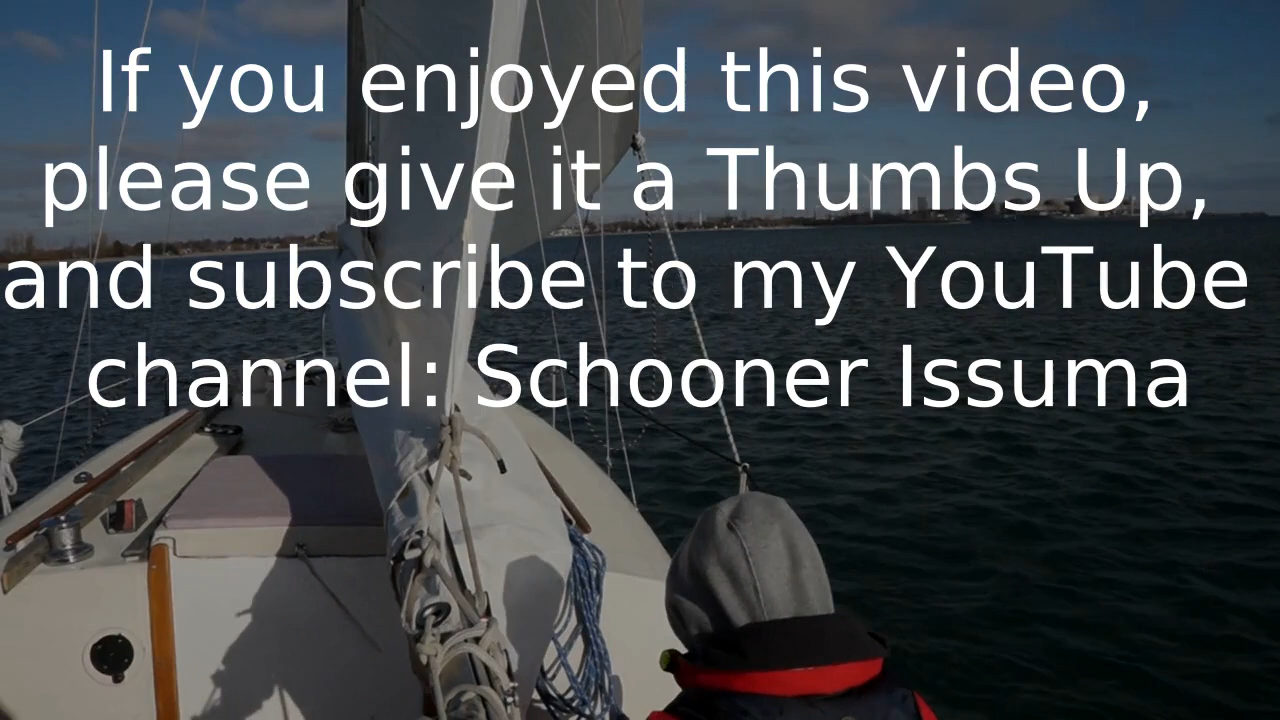 If you enjoyed this video,
please give it a Thumbs Up,
and subscribe to my YouTube
channel: Schooner Issuma